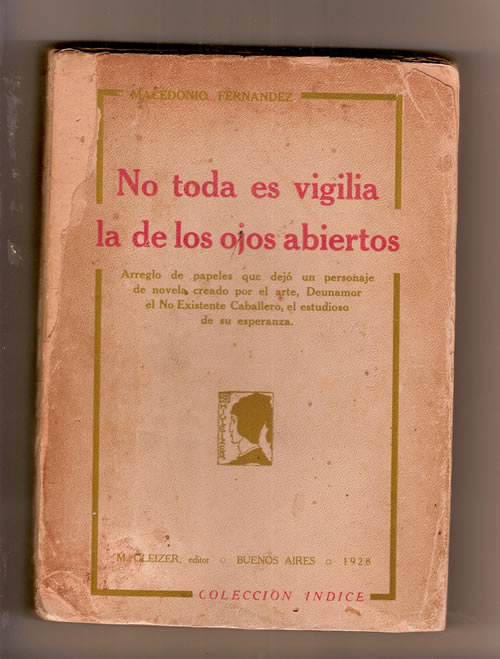 MACEDONIO FERNANDEZ
No toda es vigilia
la de los ojos abiertos
Arreglo de papeles que dejó un personaje
de novela creado por el arte, Deunamor
el No Existente Caballero, el estudioso
de su esperanza.
M. GLEIZER, editor □ BUENOS AIRES □ 1928
COLECCIÓN INDICE